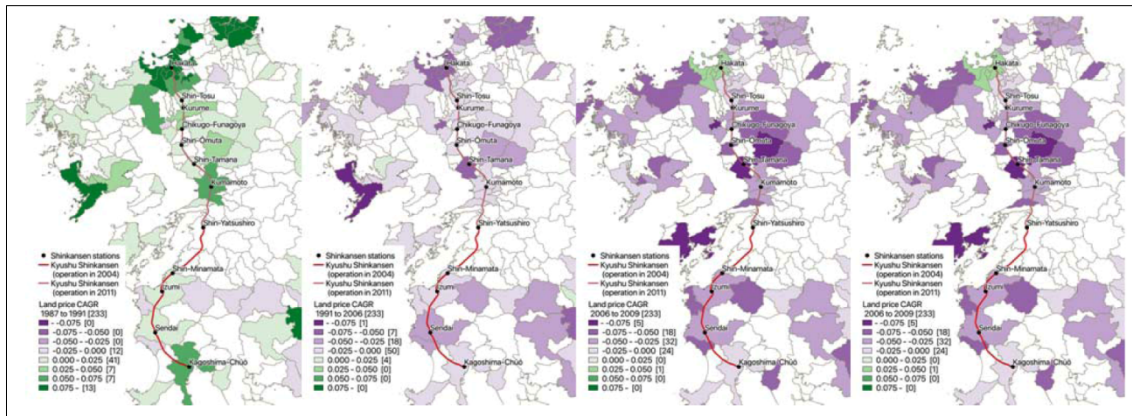 Hakata
Shin-Tosu
Kurume
Chikugo-Funagoya
Shin-Ōmuta
Shin-Tamana
Kumamoto
Shin-Yatsushiro
Shin-Minamata
Izumi
Sendai
Kagoshima-Chūō
Shinkansen stations
Kyushu Shinkansen
(operation in 2004)
Kyushu Shinkansen
(operation in 2011)
Land price CAGR
1987 to 1991 [233]
- -0.075 [0]
-0.075 - -0.050 [0]
-0.050 - -0.025 [0]
-0.025 - 0.000 [12]
0.000 - 0.025 [41]
0.025 - 0.050 [7]
0.050 - 0.075 [7]
0.075 - [13]
Hakata
Shin-Tosu
Kurume
Chikugo-Funagoya
Shin-Ōmuta
Shin-Tamana
Kumamoto
Shin-Yatsushiro
Shin-Minamata
Izumi
Sendai
Kagoshima-Chūō
Shinkansen stations
Kyushu Shinkansen
(operation in 2004)
Kyushu Shinkansen
(operation in 2011)
Land price CAGR
1991 to 2006 [233]
- -0.075 [1]
-0.075 - -0.050 [7]
-0.050 - -0.025 [18]
-0.025 - 0.000 [50]
0.000 - 0.025 [4]
0.025 - 0.050 [0]
0.050 - 0.075 [0]
0.075 - [0]
Hakata
Shin-Tosu
Kurume
Chikugo-Funagoya
Shin-Ōmuta
Shin-Tamana
Kumamoto
Shin-Yatsushiro
Shin-Minamata
Izumi
Sendai
Kagoshima-Chūō
Shinkansen stations
Kyushu Shinkansen
(operation in 2004)
Kyushu Shinkansen
(operation in 2011)
Land price CAGR
2006 to 2009 [233]
- -0.075 [5]
-0.075 - -0.050 [18]
-0.050 - -0.025 [32]
-0.025 - 0.000 [24]
0.000 - 0.025 [0]
0.025 - 0.050 [1]
0.050 - 0.075 [0]
0.075 - [0]
Hakata
Shin-Tosu
Kurume
Chikugo-Funagoya
Shin-Ōmuta
Shin-Tamana
Kumamoto
Shin-Yatsushiro
Shin-Minamata
Izumi
Sendai
Kagoshima-Chūō
Shinkansen stations
Kyushu Shinkansen
(operation in 2004)
Kyushu Shinkansen
(operation in 2011)
Land price CAGR
2006 to 2009 [233]
- -0.075 [5]
-0.075 - -0.050 [18]
-0.050 - -0.025 [32]
-0.025 - 0.000 [24]
0.000 - 0.025 [0]
0.025 - 0.050 [1]
0.050 - 0.075 [0]
0.075 - [0]